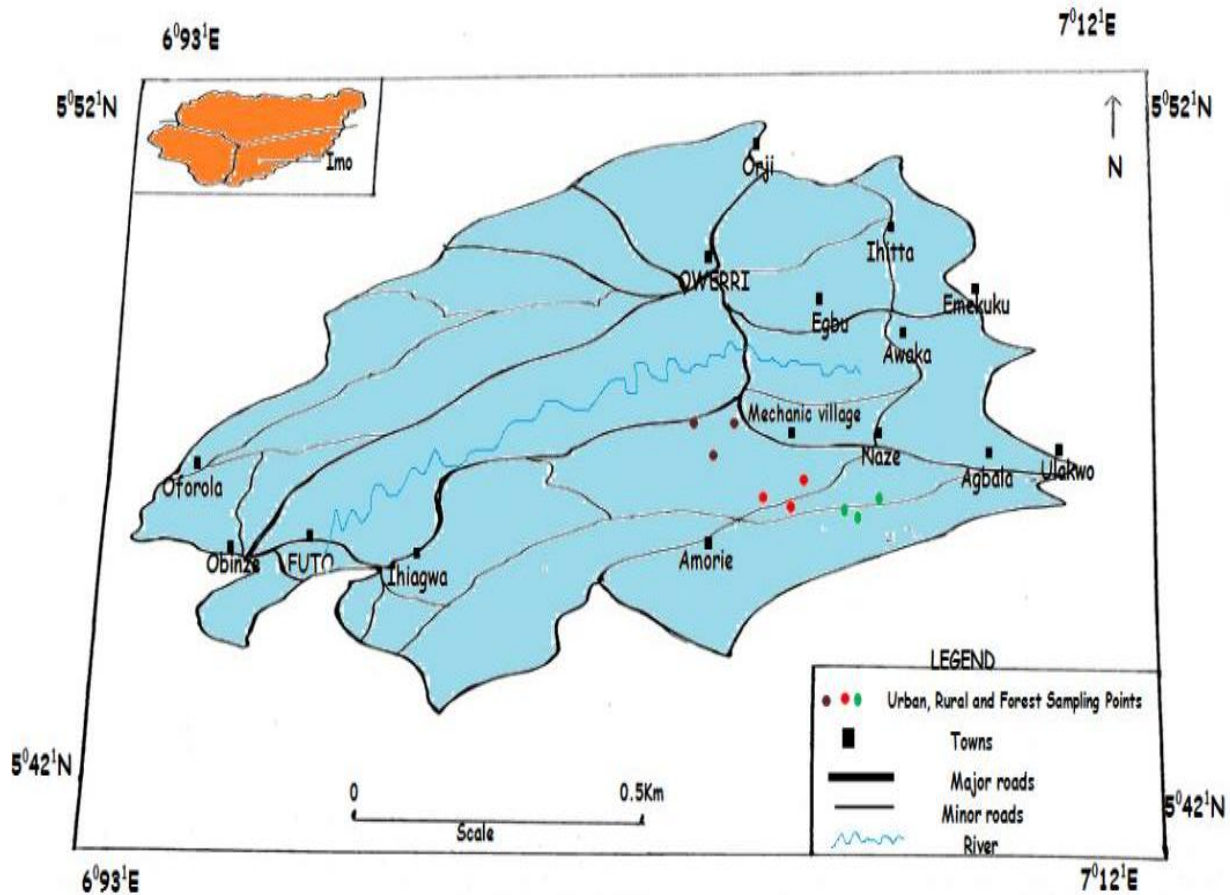 6⁰93¹E
7⁰12¹E
5⁰52¹N
5⁰52¹N
Imo
N
Orji
Ihitta
OWERRI
Emekuku
Egbu
Awaka
Mechanic village
Naze
Agbala
Ulakwo
Oforola
Obinze
FUTO
Ihiagwa
Amorie
LEGEND
Urban, Rural and Forest Sampling Points
Towns
Major roads
Minor roads
River
5⁰42¹N
0
0.5Km
Scale
5⁰42¹N
6⁰93¹E
7⁰12¹E